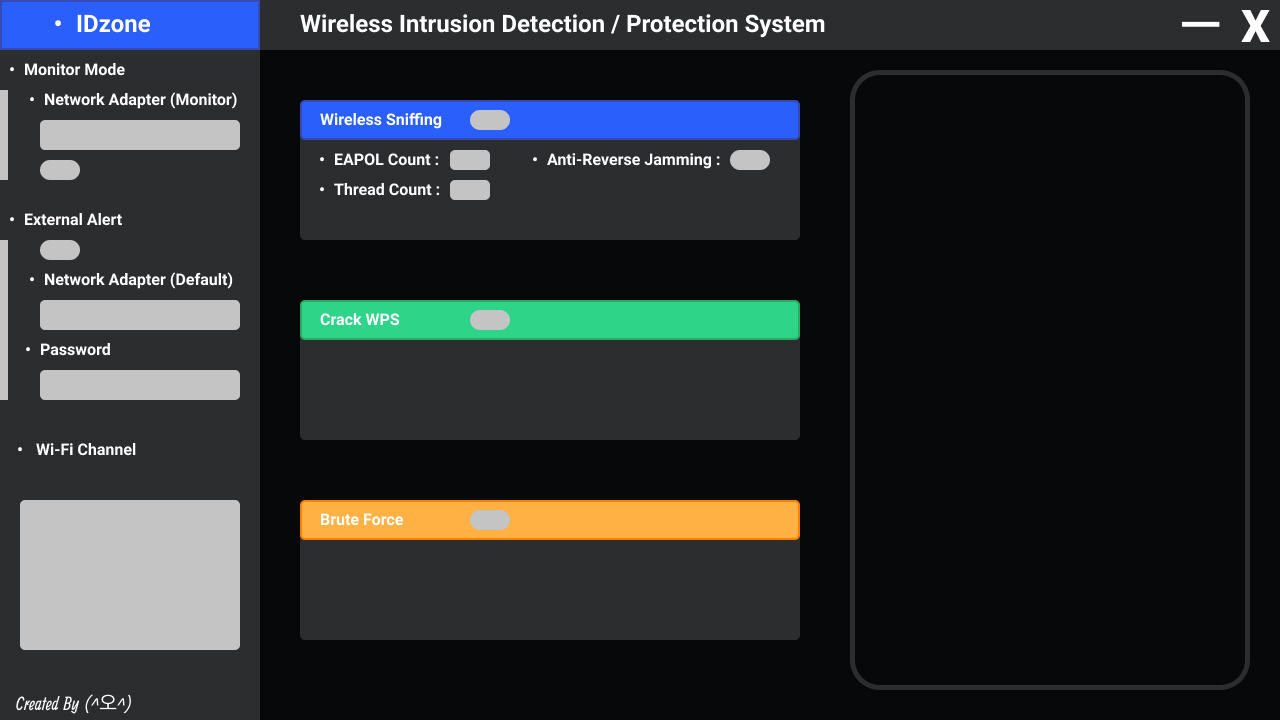 • IDzone
Wireless Intrusion Detection / Protection System
X
• Monitor Mode
• Network Adapter (Monitor)
• External Alert
• Network Adapter (Default)
• Password
• Wi-Fi Channel
Created By (^오^)
Wireless Sniffing
• EAPOL Count :
• Anti-Reverse Jamming :
• Thread Count :
Crack WPS
Brute Force